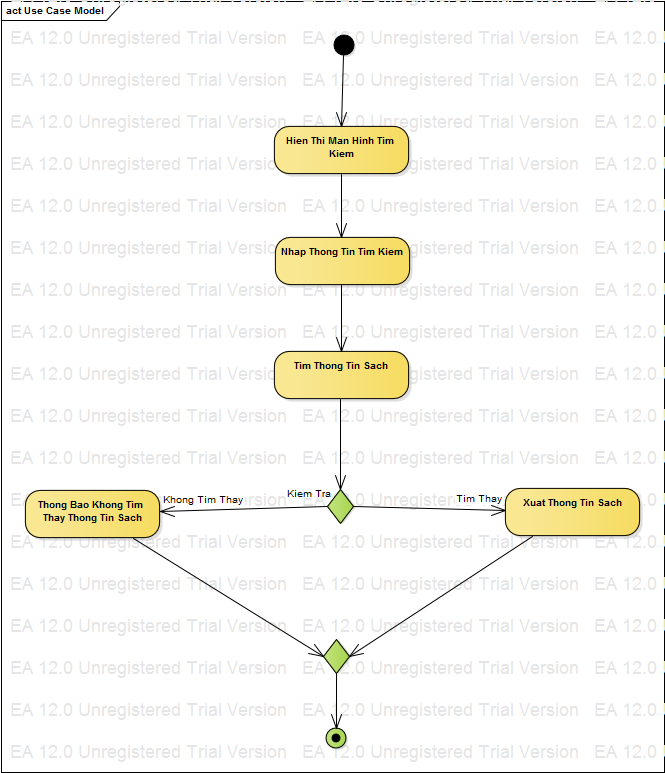 act Use Case Model
EA 12.0 Unregistered Trial Version
Hien Thi Man Hinh Tim
Kiem
Nhap Thong Tin Tim Kiem
Tim Thong Tin Sach
Kiem Tra
Khong Tim Thay
Tim Thay
Thong Bao Khong Tim
Thay Thong Tin Sach
Xuat Thong Tin Sach